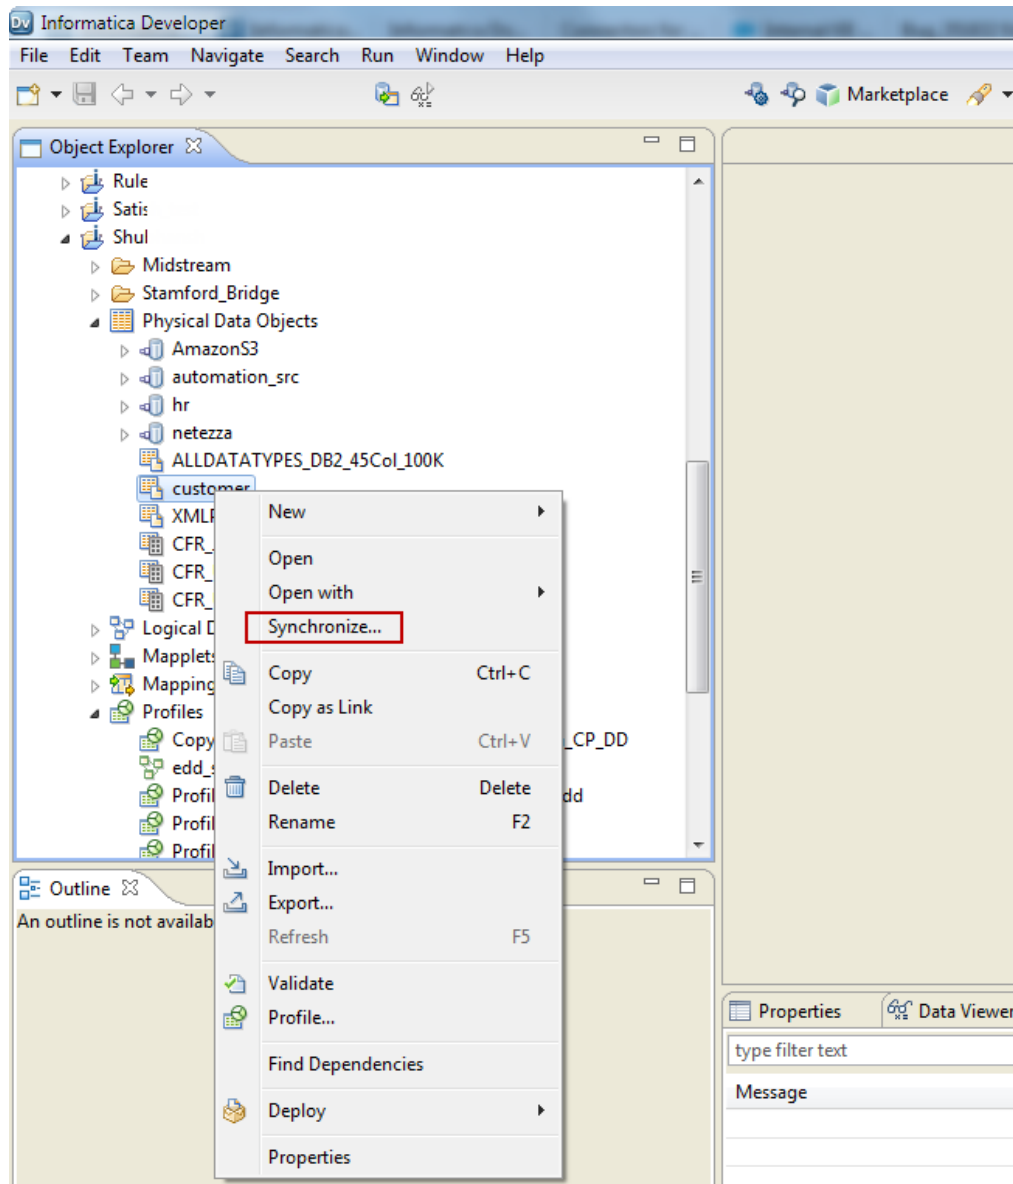 Dv Informatica Developer
File Edit Team Navigate Search Run Window Help
Marketplace
Object Explorer
Rule
Satis
Shul
Midstream
Stamford_Bridge
Physical Data Objects
AmazonS3
automation_src
hr
netezza
ALLDATATYPES_DB2_45Col_100K
customer
XMLF
CFR_
CFR_
CFR_
Logical D
Mapplet
Mapping
Profiles
Copy _CP_DD
edd_s
Profil dd
Profil
Profil
New
Open
Open with
Synchronize...
Copy Ctrl+C
Copy as Link
Paste Ctrl+V
Delete Delete
Rename F2
Import...
Export...
Refresh F5
Validate
Profile...
Find Dependencies
Deploy
Properties
Outline
An outline is not availab
Properties Data Viewer
type filter text
Message